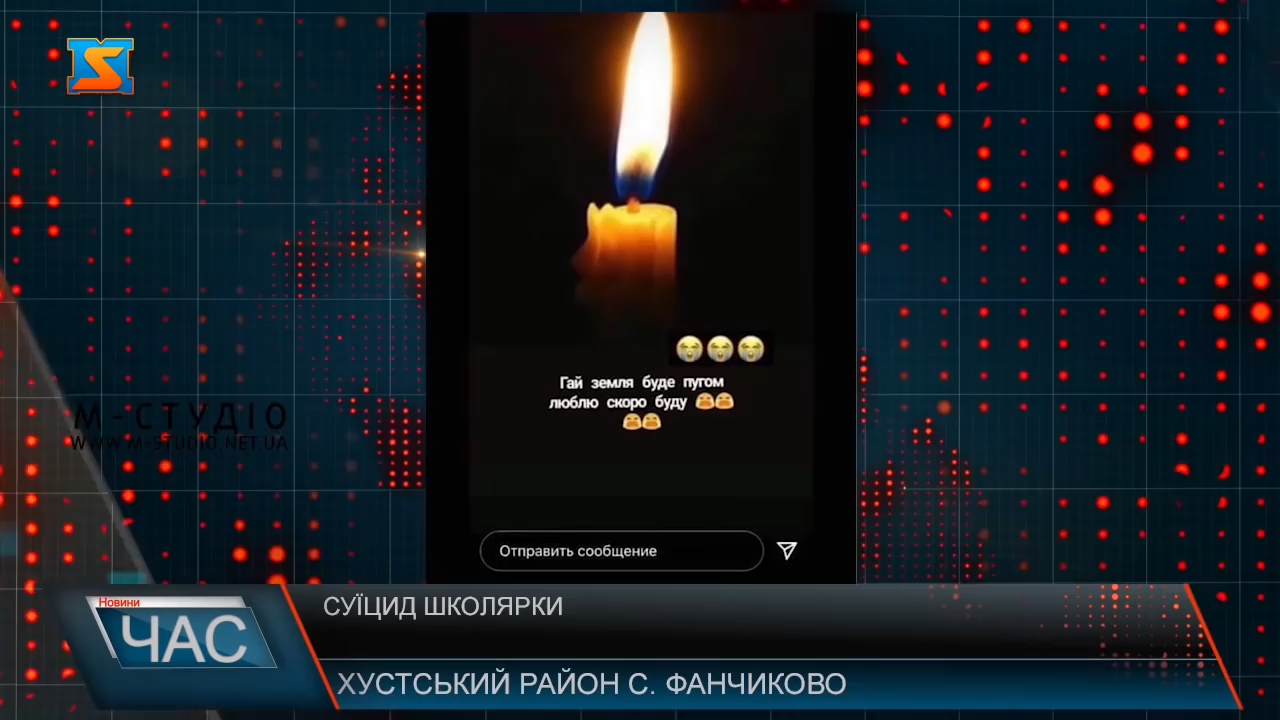 Гай земля буде пугом
люблю скоро буду
Отправить сообщение
М-СТУДІО
WWW.M-STUDIO.NET.UA
Новини
ЧАС
СУЇЦИД ШКОЛЯРКИ
ХУСТСЬКИЙ РАЙОН С. ФАНЧИКОВО